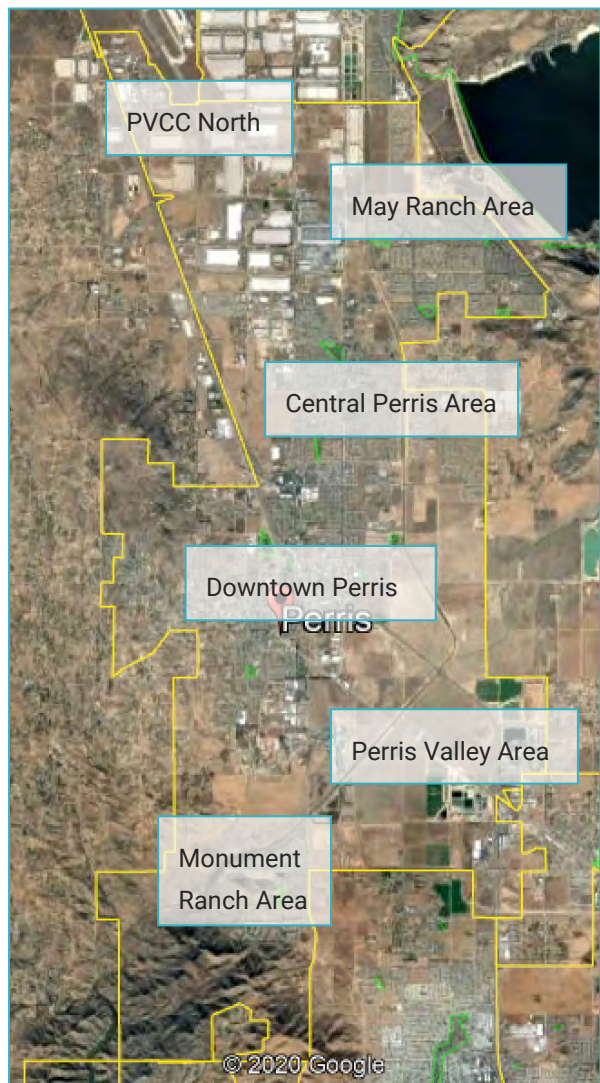 PVCC North
May Ranch Area
Central Perris Area
Downtown Perris
Perris
Perris Valley Area
Monument
Ranch Area
© 2020 Google